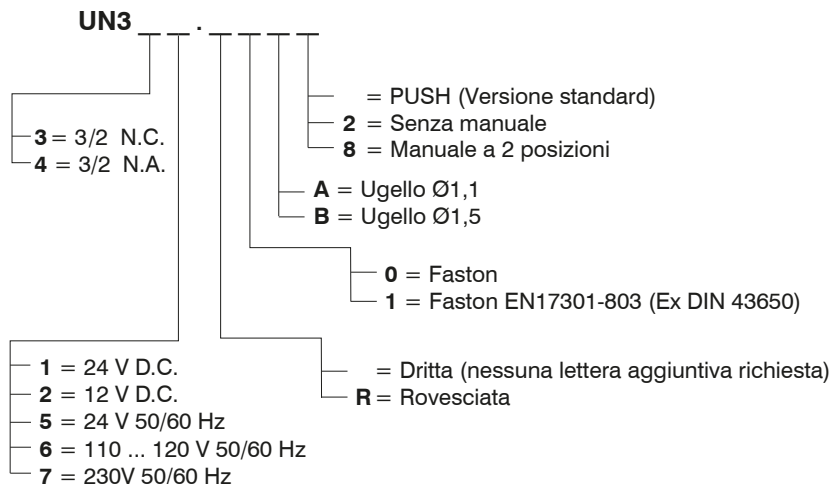 UN3 _ _ . _ _ _ _
= PUSH (Versione standard)
2 = Senza manuale
8 = Manuale a 2 posizioni
3 = 3/2 N.C.
4 = 3/2 N.A.
A = Ugello Ø1,1
B = Ugello Ø1,5
0 = Faston
1 = Faston EN17301-803 (Ex DIN 43650)
1 = 24 V D.C.
2 = 12 V D.C.
5 = 24 V 50/60 Hz
6 = 110 ... 120 V 50/60 Hz
7 = 230V 50/60 Hz
= Dritta (nessuna lettera aggiuntiva richiesta)
R = Rovesciata